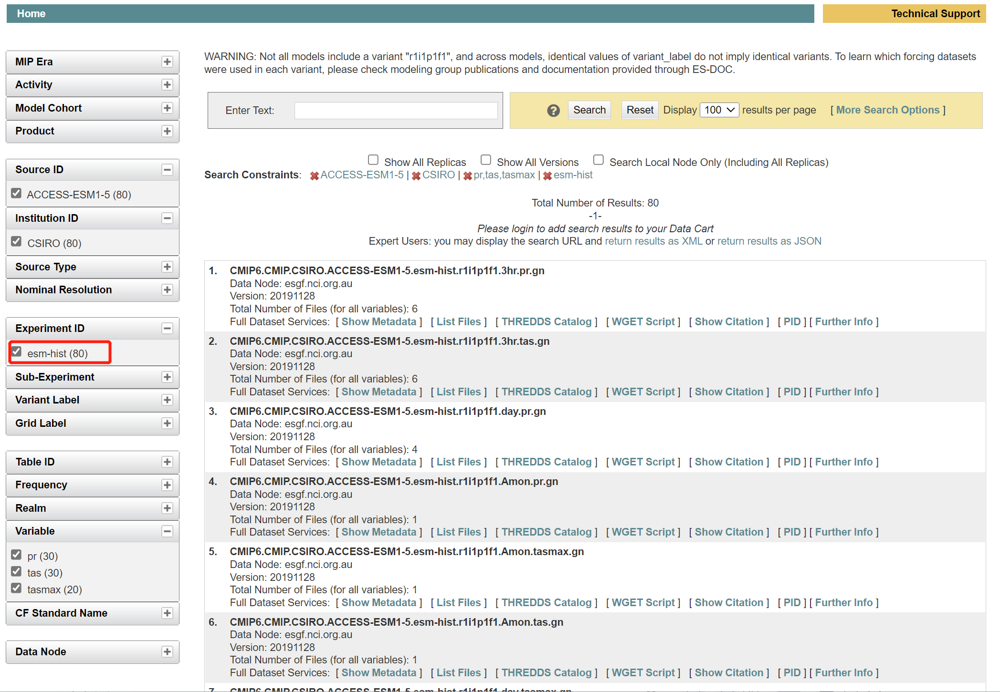 Home
Technical Support
MIP Era
Activity
Model Cohort
Product
Source ID
ACCESS-ESM1-5 (80)
Institution ID
CSIRO (80)
Source Type
Nominal Resolution
Experiment ID
esm-hist (80)
Sub-Experiment
Variant Label
Grid Label
Table ID
Frequency
Realm
Variable
pr (30)
tas (30)
tasmax (20)
CF Standard Name
Data Node
WARNING: Not all models include a variant "r1i1p1f1", and across models, identical values of variant_label do not imply identical variants. To learn which forcing datasets
were used in each variant, please check modeling group publications and documentation provided through ES-DOC.
Enter Text:
? Search Reset Display 100 results per page [ More Search Options ]
Show All Replicas Show All Versions Search Local Node Only (Including All Replicas)
Search Constraints: ACCESS-ESM1-5 | CSIRO | pr,tas,tasmax | esm-hist
Total Number of Results: 80
-1-
Please login to add search results to your Data Cart
Expert Users: you may display the search URL and return results as XML or return results as JSON
1. CMIP6.CMIP.CSIRO.ACCESS-ESM1-5.esm-hist.r1i1p1f1.3hr.pr.gn
Data Node: esgf.nci.org.au
Version: 20191128
Total Number of Files (for all variables): 6
Full Dataset Services: [ Show Metadata ] [ List Files ] [ THREDDS Catalog ] [ WGET Script ] [ Show Citation ] [ PID ] [ Further Info ]
2. CMIP6.CMIP.CSIRO.ACCESS-ESM1-5.esm-hist.r1i1p1f1.3hr.tas.gn
Data Node: esgf.nci.org.au
Version: 20191128
Total Number of Files (for all variables): 6
Full Dataset Services: [ Show Metadata ] [ List Files ] [ THREDDS Catalog ] [ WGET Script ] [ Show Citation ] [ PID ] [ Further Info ]
3. CMIP6.CMIP.CSIRO.ACCESS-ESM1-5.esm-hist.r1i1p1f1.day.pr.gn
Data Node: esgf.nci.org.au
Version: 20191128
Total Number of Files (for all variables): 4
Full Dataset Services: [ Show Metadata ] [ List Files ] [ THREDDS Catalog ] [ WGET Script ] [ Show Citation ] [ PID ] [ Further Info ]
4. CMIP6.CMIP.CSIRO.ACCESS-ESM1-5.esm-hist.r1i1p1f1.Amon.pr.gn
Data Node: esgf.nci.org.au
Version: 20191128
Total Number of Files (for all variables): 1
Full Dataset Services: [ Show Metadata ] [ List Files ] [ THREDDS Catalog ] [ WGET Script ] [ Show Citation ] [ PID ] [ Further Info ]
5. CMIP6.CMIP.CSIRO.ACCESS-ESM1-5.esm-hist.r1i1p1f1.Amon.tasmax.gn
Data Node: esgf.nci.org.au
Version: 20191128
Total Number of Files (for all variables): 1
Full Dataset Services: [ Show Metadata ] [ List Files ] [ THREDDS Catalog ] [ WGET Script ] [ Show Citation ] [ PID ] [ Further Info ]
6. CMIP6.CMIP.CSIRO.ACCESS-ESM1-5.esm-hist.r1i1p1f1.Amon.tas.gn
Data Node: esgf.nci.org.au
Version: 20191128
Total Number of Files (for all variables): 1
Full Dataset Services: [ Show Metadata ] [ List Files ] [ THREDDS Catalog ] [ WGET Script ] [ Show Citation ] [ PID ] [ Further Info ]
7. CMIP6.CMIP.CSIRO.ACCESS-ESM1-5.esm-hist.r1i1p1f1.day.tasmax.gn